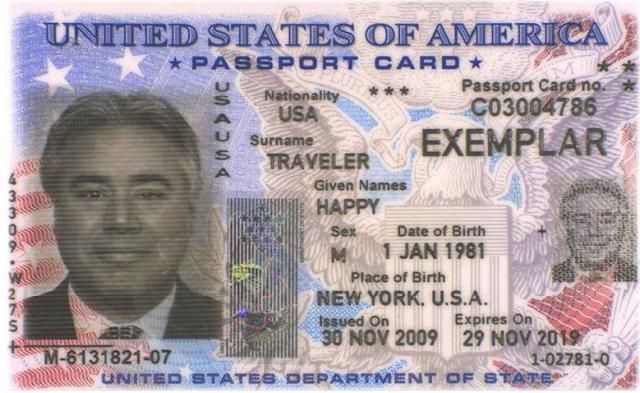 UNITED STATES OF AMERICA
★ PASSPORT CARD ★
USAUSA
Nationality
USA
***
Passport Card no.
C03004786
Surname
TRAVELER
EXEMPLAR
Given Names
HAPPY
Sex
M
Date of Birth
1 JAN 1981
Place of Birth
NEW YORK. U.S.A.
Issued On
30 NOV 2009
Expires On
29 NOV 2019
M-6131821-07
1-02781-0
UNITED STATES DEPARTMENT OF STATE